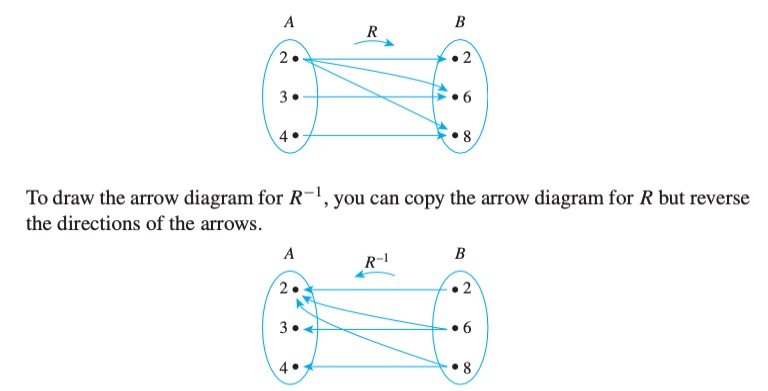 A R B
2 2
3 6
4 8
To draw the arrow diagram for R⁻¹, you can copy the arrow diagram for R but reverse
the directions of the arrows.
A R⁻¹ B
2 2
3 6
4 8